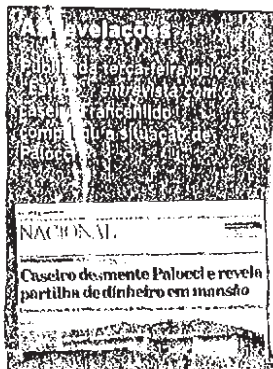 As revelações
Publicada terça-feira pelo
Estado, entrevista com o
caseiro Francenildo
complica a situação de
Palocci
NACIONAL
Caseiro desmente Palocci e revela
partilha de dinheiro em mansão